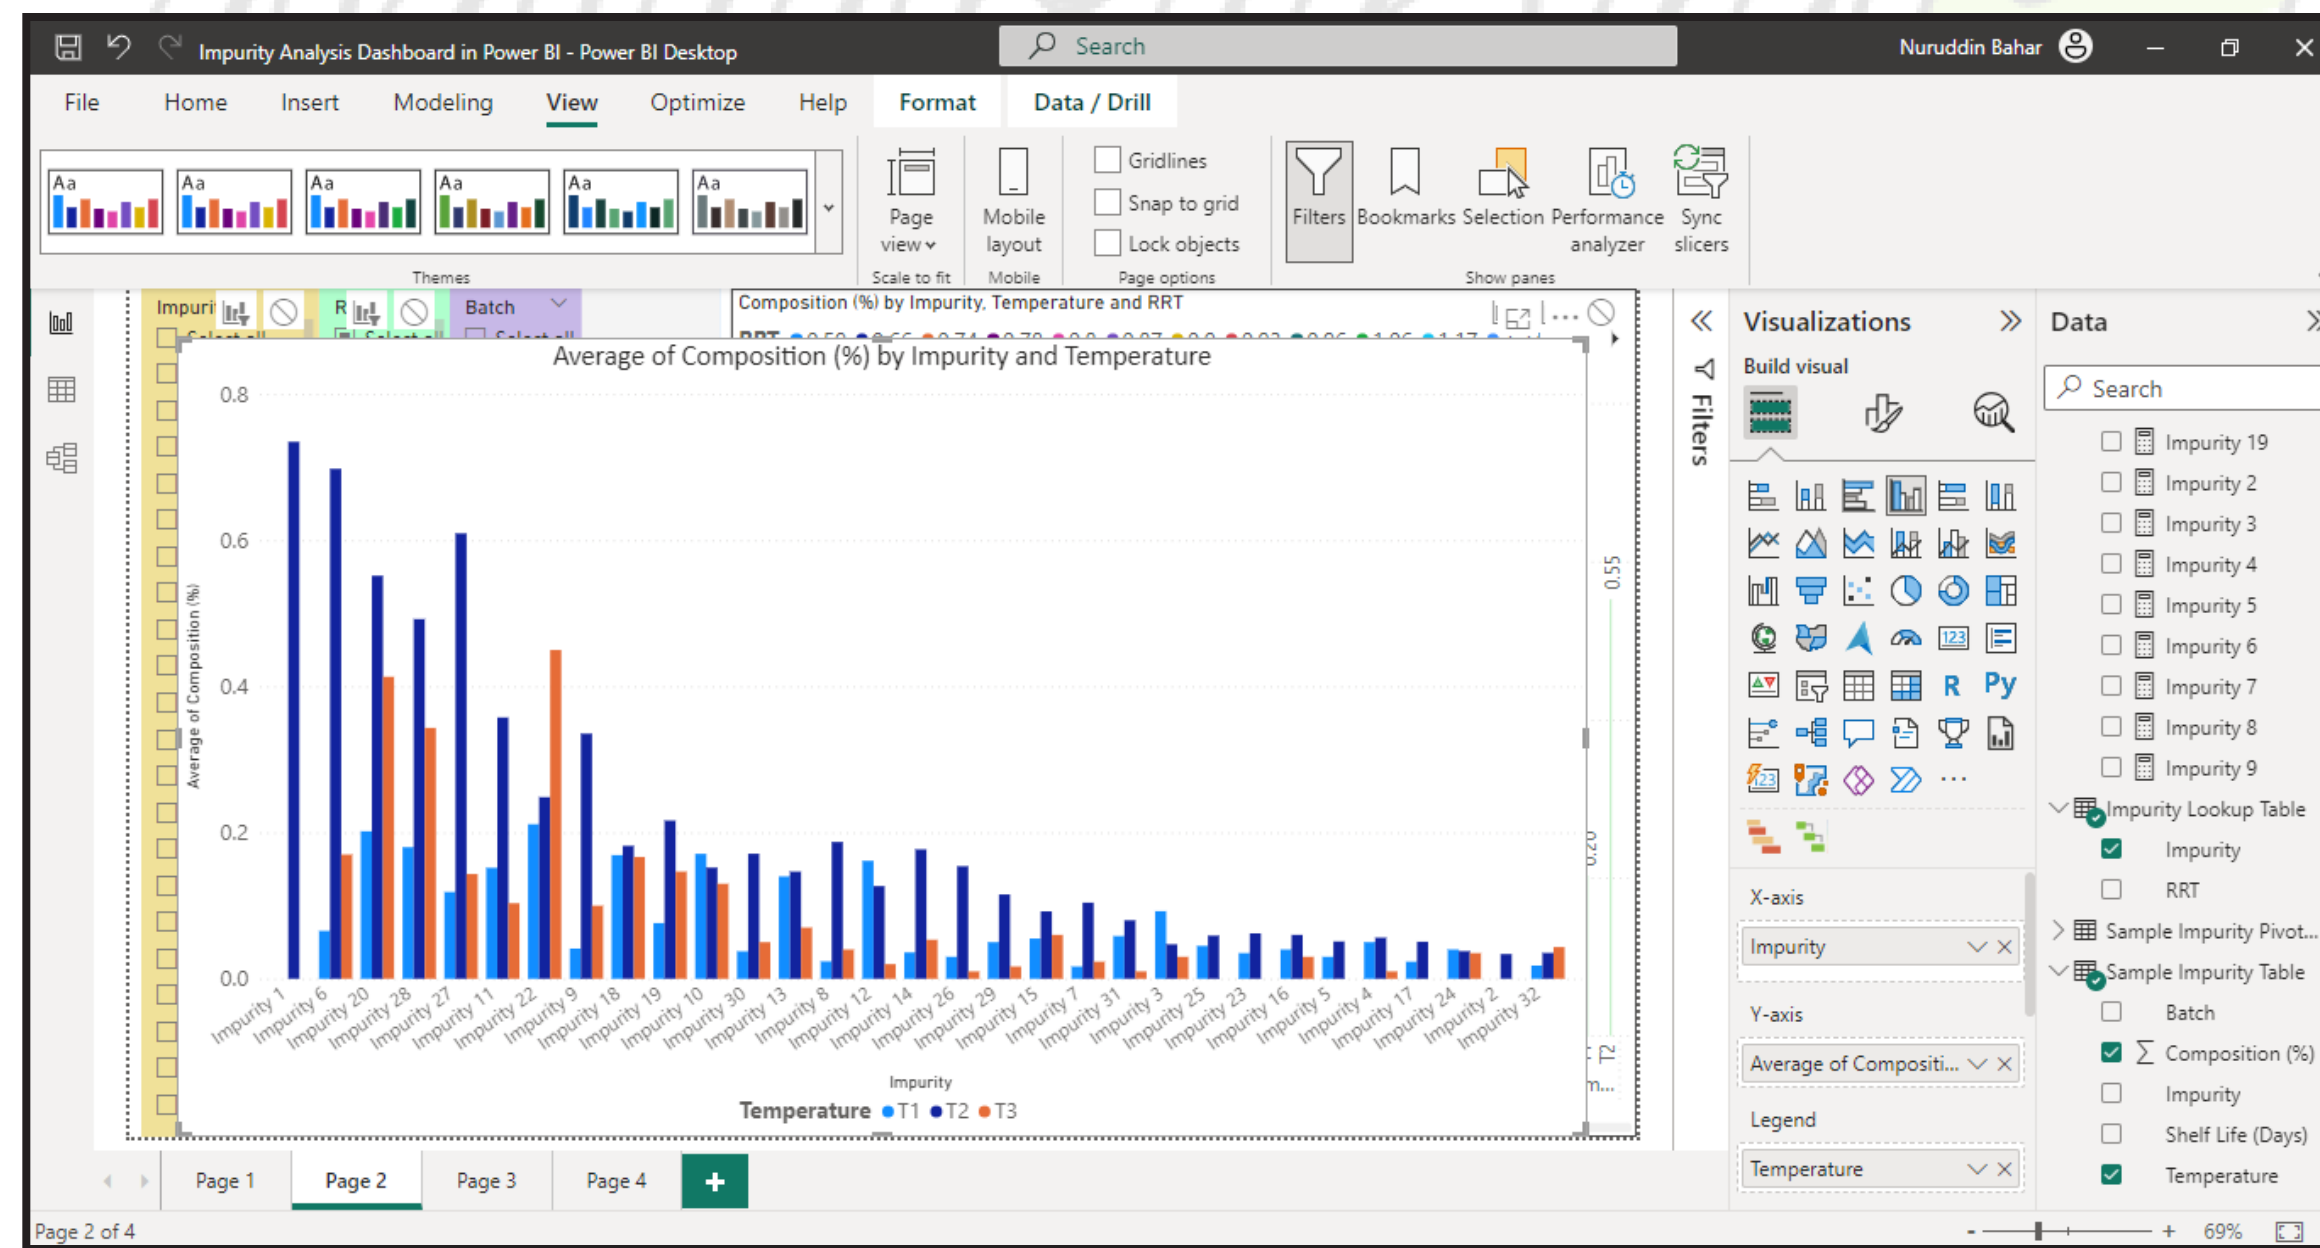 Impurity Analysis Dashboard in Power BI - Power BI Desktop
Search
Nuruddin Bahar
File Home Insert Modeling View Optimize Help Format Data / Drill
Aa Aa Aa Aa Aa Aa
Themes
Page view
Scale to fit
Mobile layout
Mobile
Gridlines
Snap to grid
Lock objects
Page options
Filters Bookmarks Selection Performance analyzer Sync slicers
Show panes
Batch
Composition (%) by Impurity, Temperature and RRT
Average of Composition (%) by Impurity and Temperature
0.8
0.6
0.4
0.2
0.0
Average of Composition (%)
Impurity 1
Impurity 6
Impurity 20
Impurity 28
Impurity 27
Impurity 11
Impurity 22
Impurity 9
Impurity 18
Impurity 19
Impurity 10
Impurity 30
Impurity 13
Impurity 8
Impurity 12
Impurity 14
Impurity 26
Impurity 29
Impurity 15
Impurity 7
Impurity 31
Impurity 3
Impurity 25
Impurity 23
Impurity 16
Impurity 5
Impurity 4
Impurity 17
Impurity 24
Impurity 2
Impurity 32
Impurity
Temperature T1 T2 T3
0.55
T2
m...
Filters
Visualizations
Build visual
123
R Py
123
X-axis
Impurity
Y-axis
Average of Compositi...
Legend
Temperature
Data
Search
Impurity 19
Impurity 2
Impurity 3
Impurity 4
Impurity 5
Impurity 6
Impurity 7
Impurity 8
Impurity 9
Impurity Lookup Table
Impurity
RRT
Sample Impurity Pivot...
Sample Impurity Table
Batch
Composition (%)
Impurity
Shelf Life (Days)
Temperature
Page 1 Page 2 Page 3 Page 4
Page 2 of 4
- + 69%